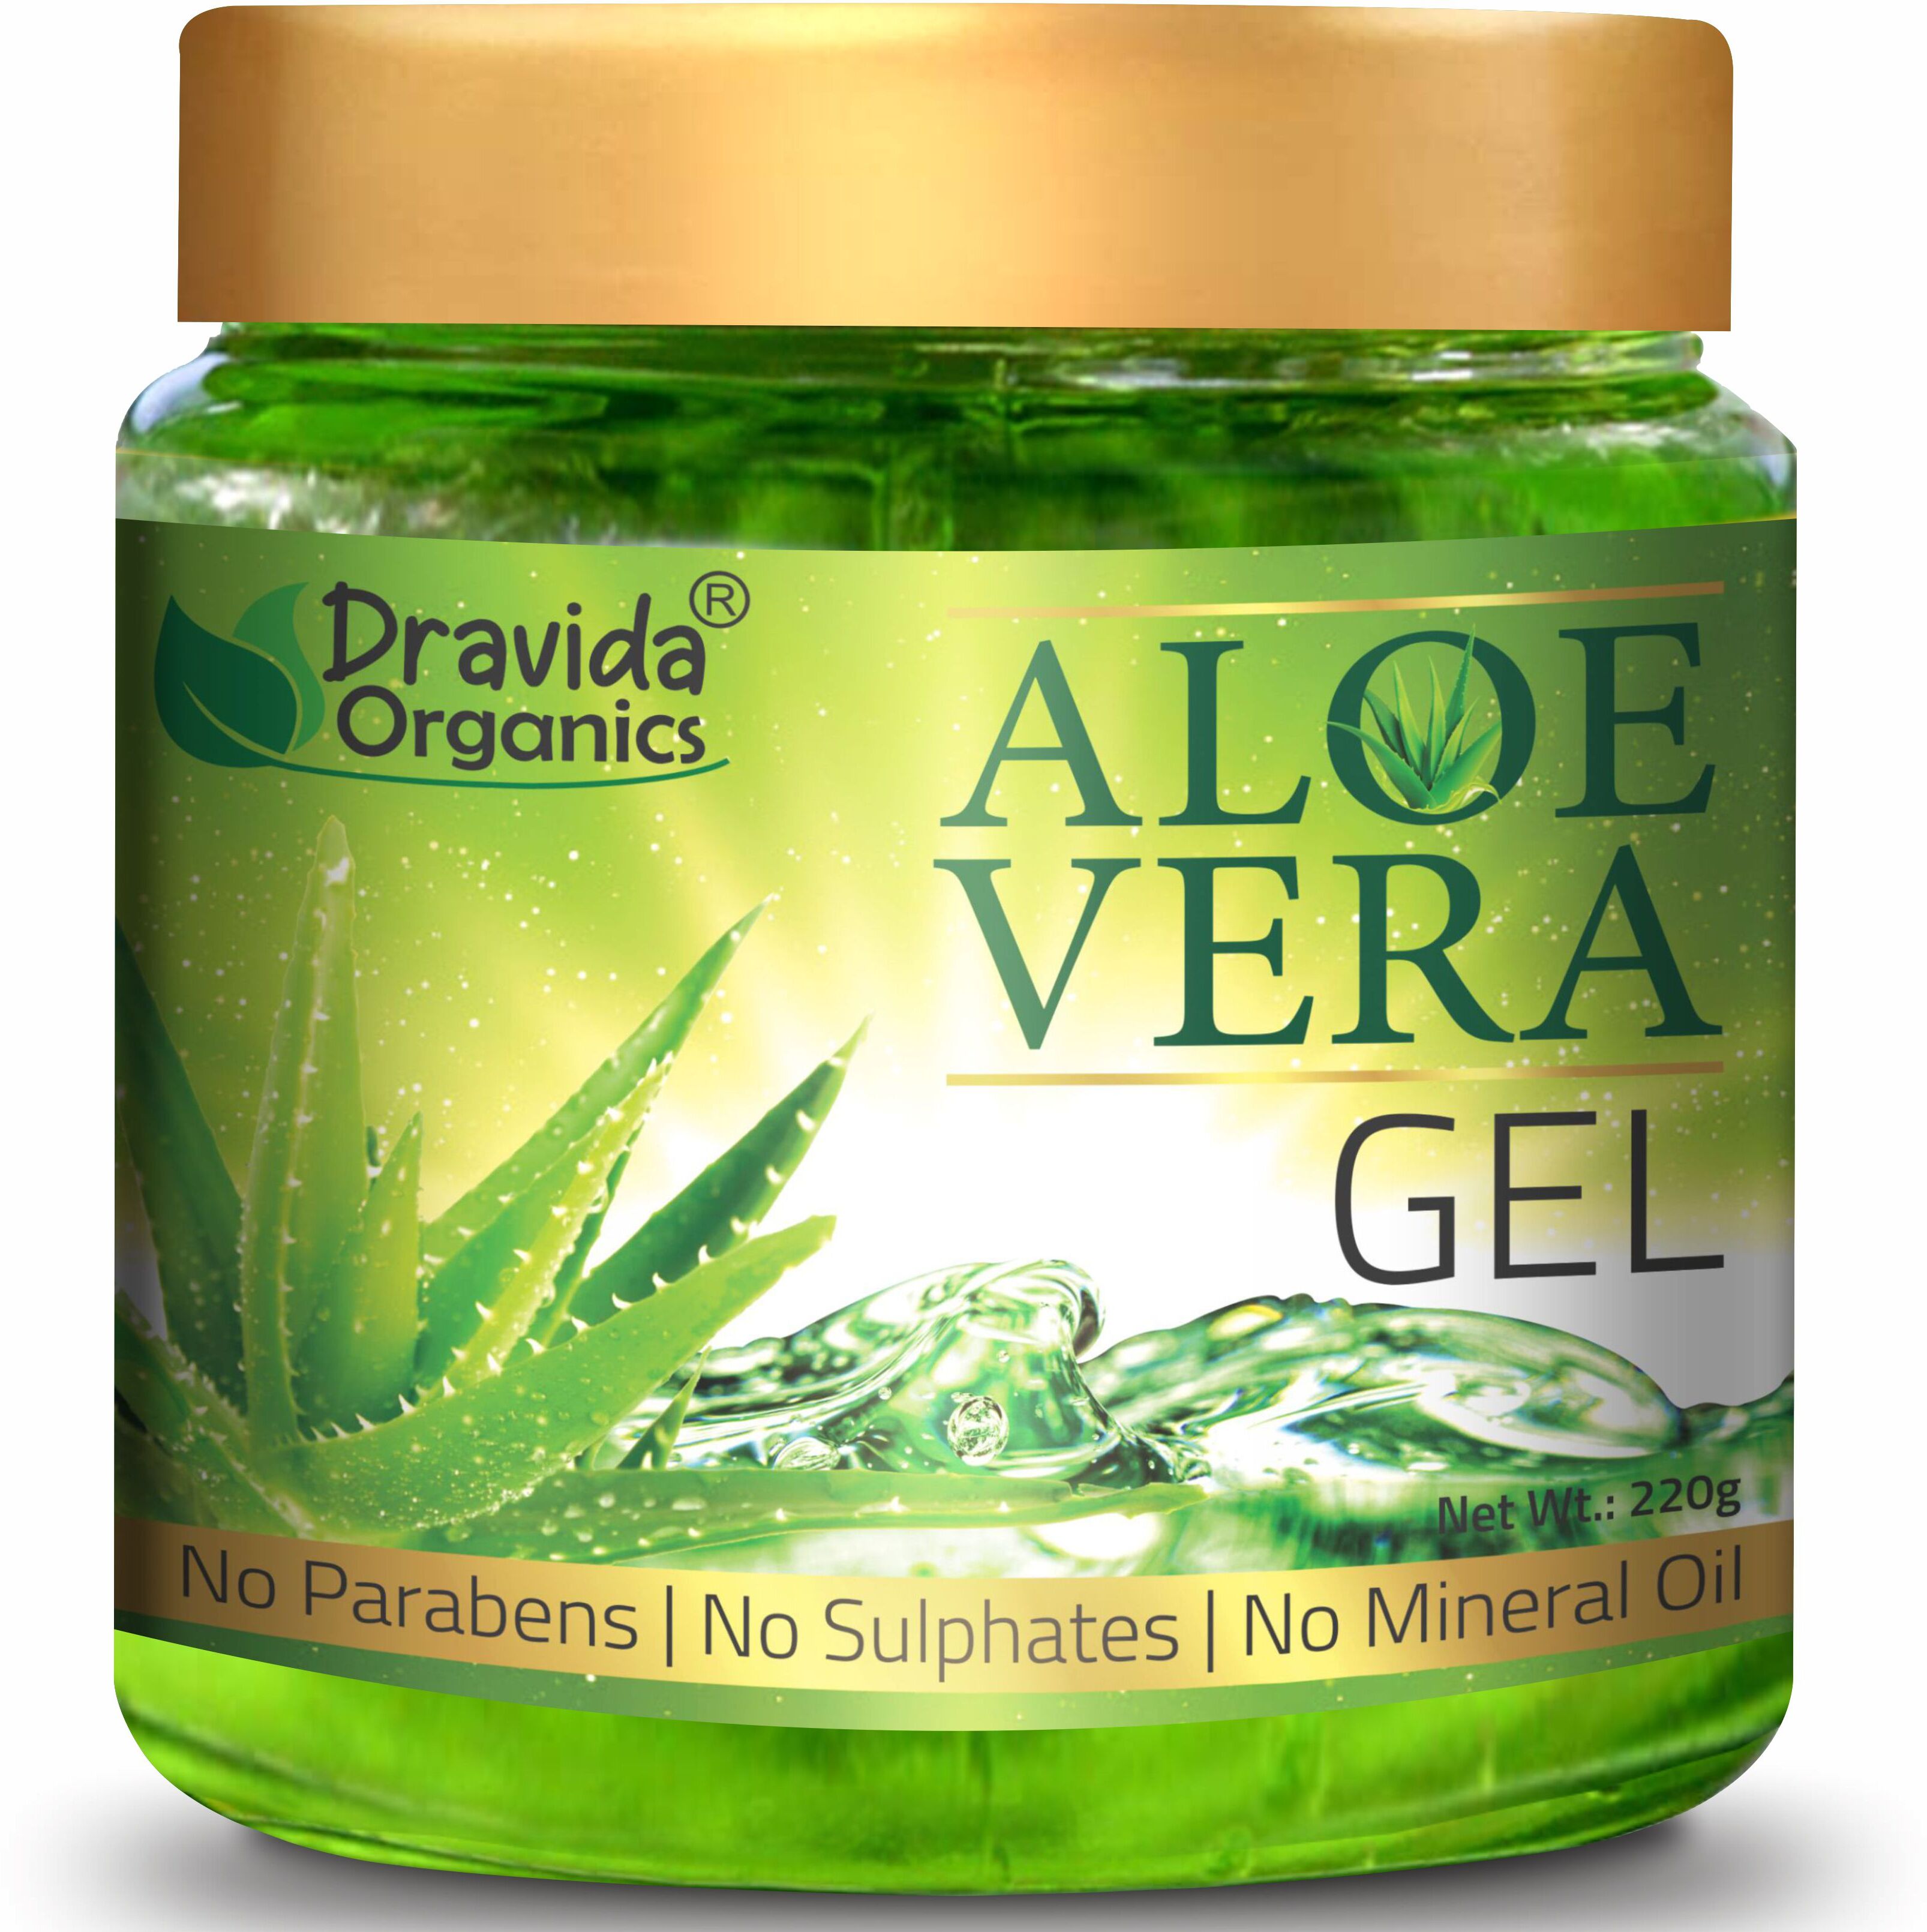 Dravida®
Organics
ALOE
VERA
GEL
Net Wt.: 220g
No Parabens | No Sulphates | No Mineral Oil